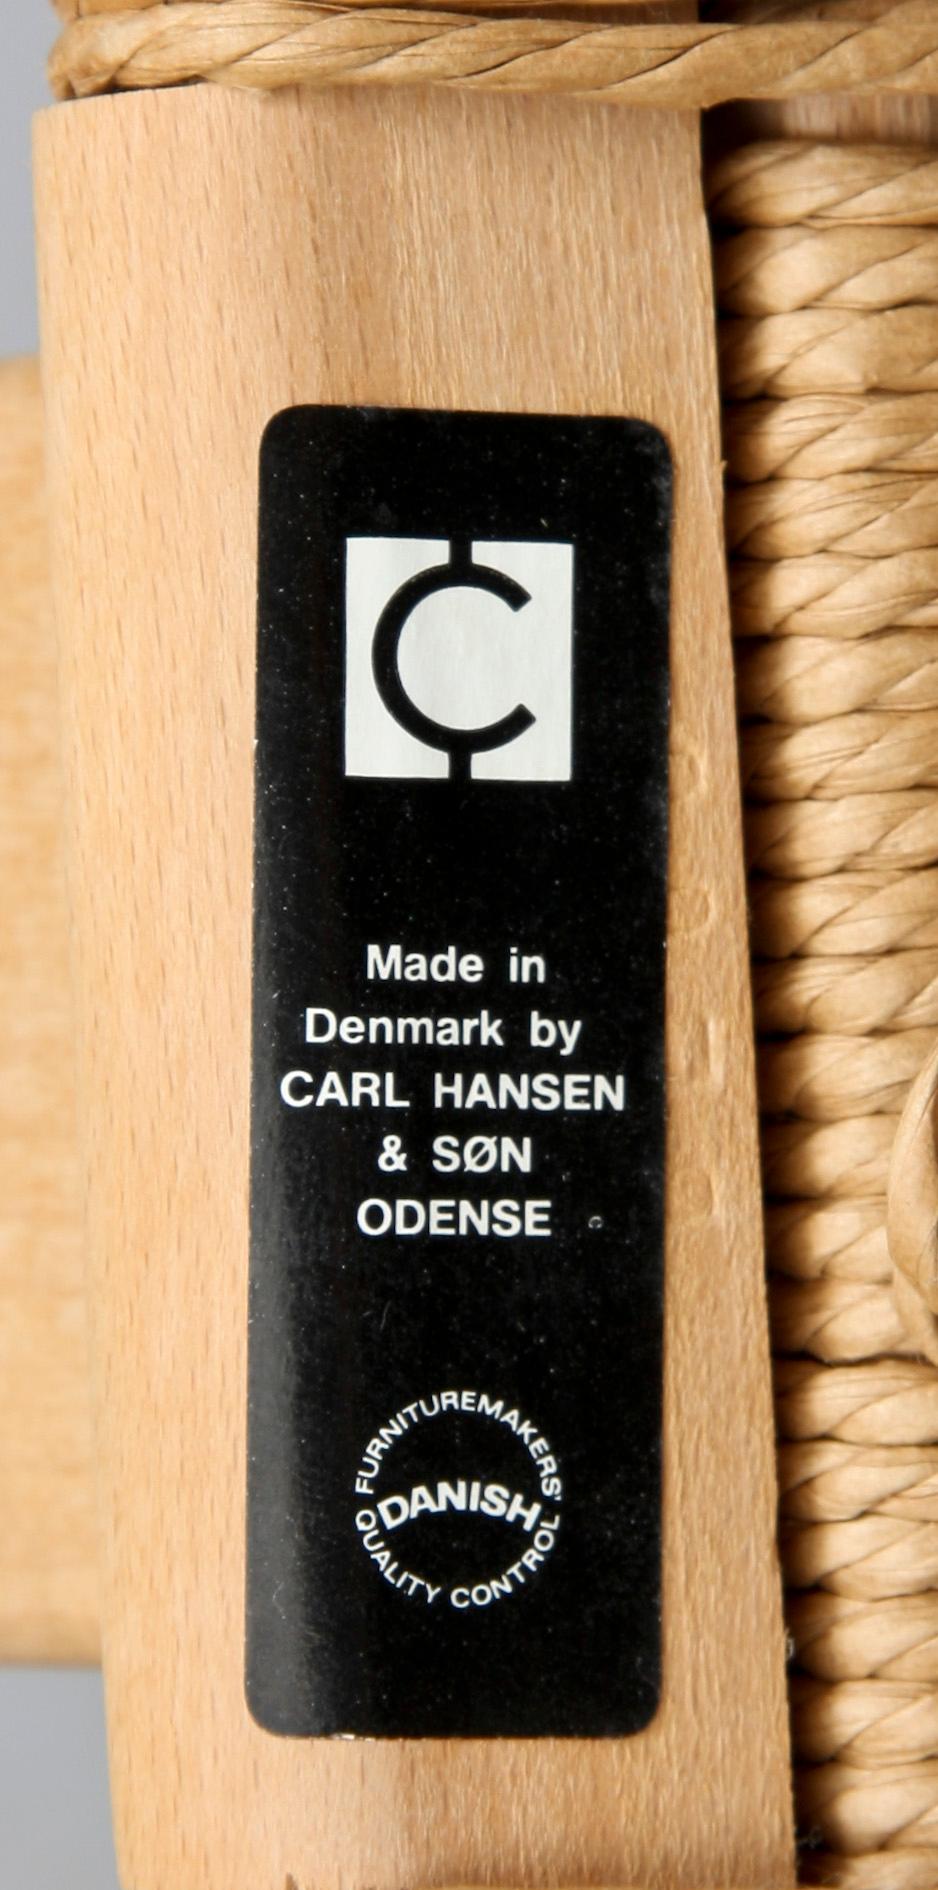 C
Made in
Denmark by
CARL HANSEN
& SØN
ODENSE
FURNITUREMAKERS'
DANISH
QUALITY CONTROL